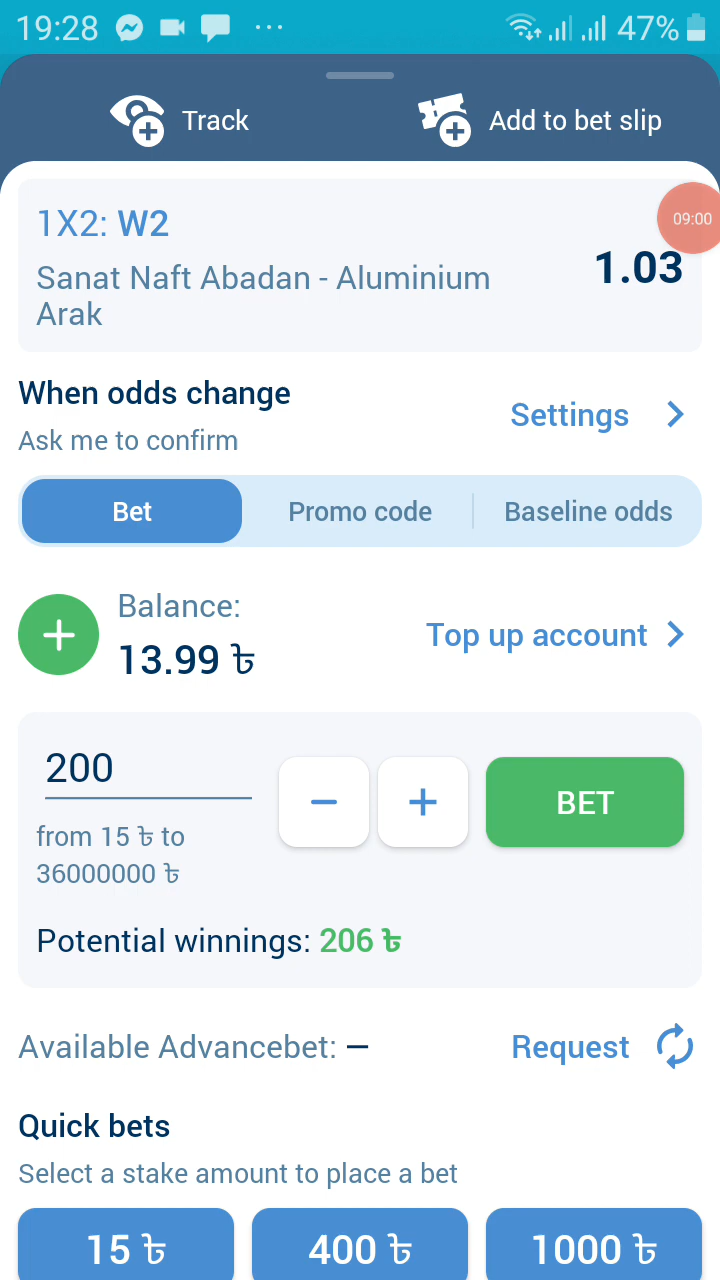 19:28 47%
Track
Add to bet slip
1X2: W2
09:00
Sanat Naft Abadan - Aluminium
Arak
1.03
When odds change
Ask me to confirm
Settings
Bet
Promo code
Baseline odds
Balance:
13.99 ৳
Top up account
200
BET
from 15 ৳ to
36000000 ৳
Potential winnings: 206 ৳
Available Advancebet: –
Request
Quick bets
Select a stake amount to place a bet
15 ৳
400 ৳
1000 ৳